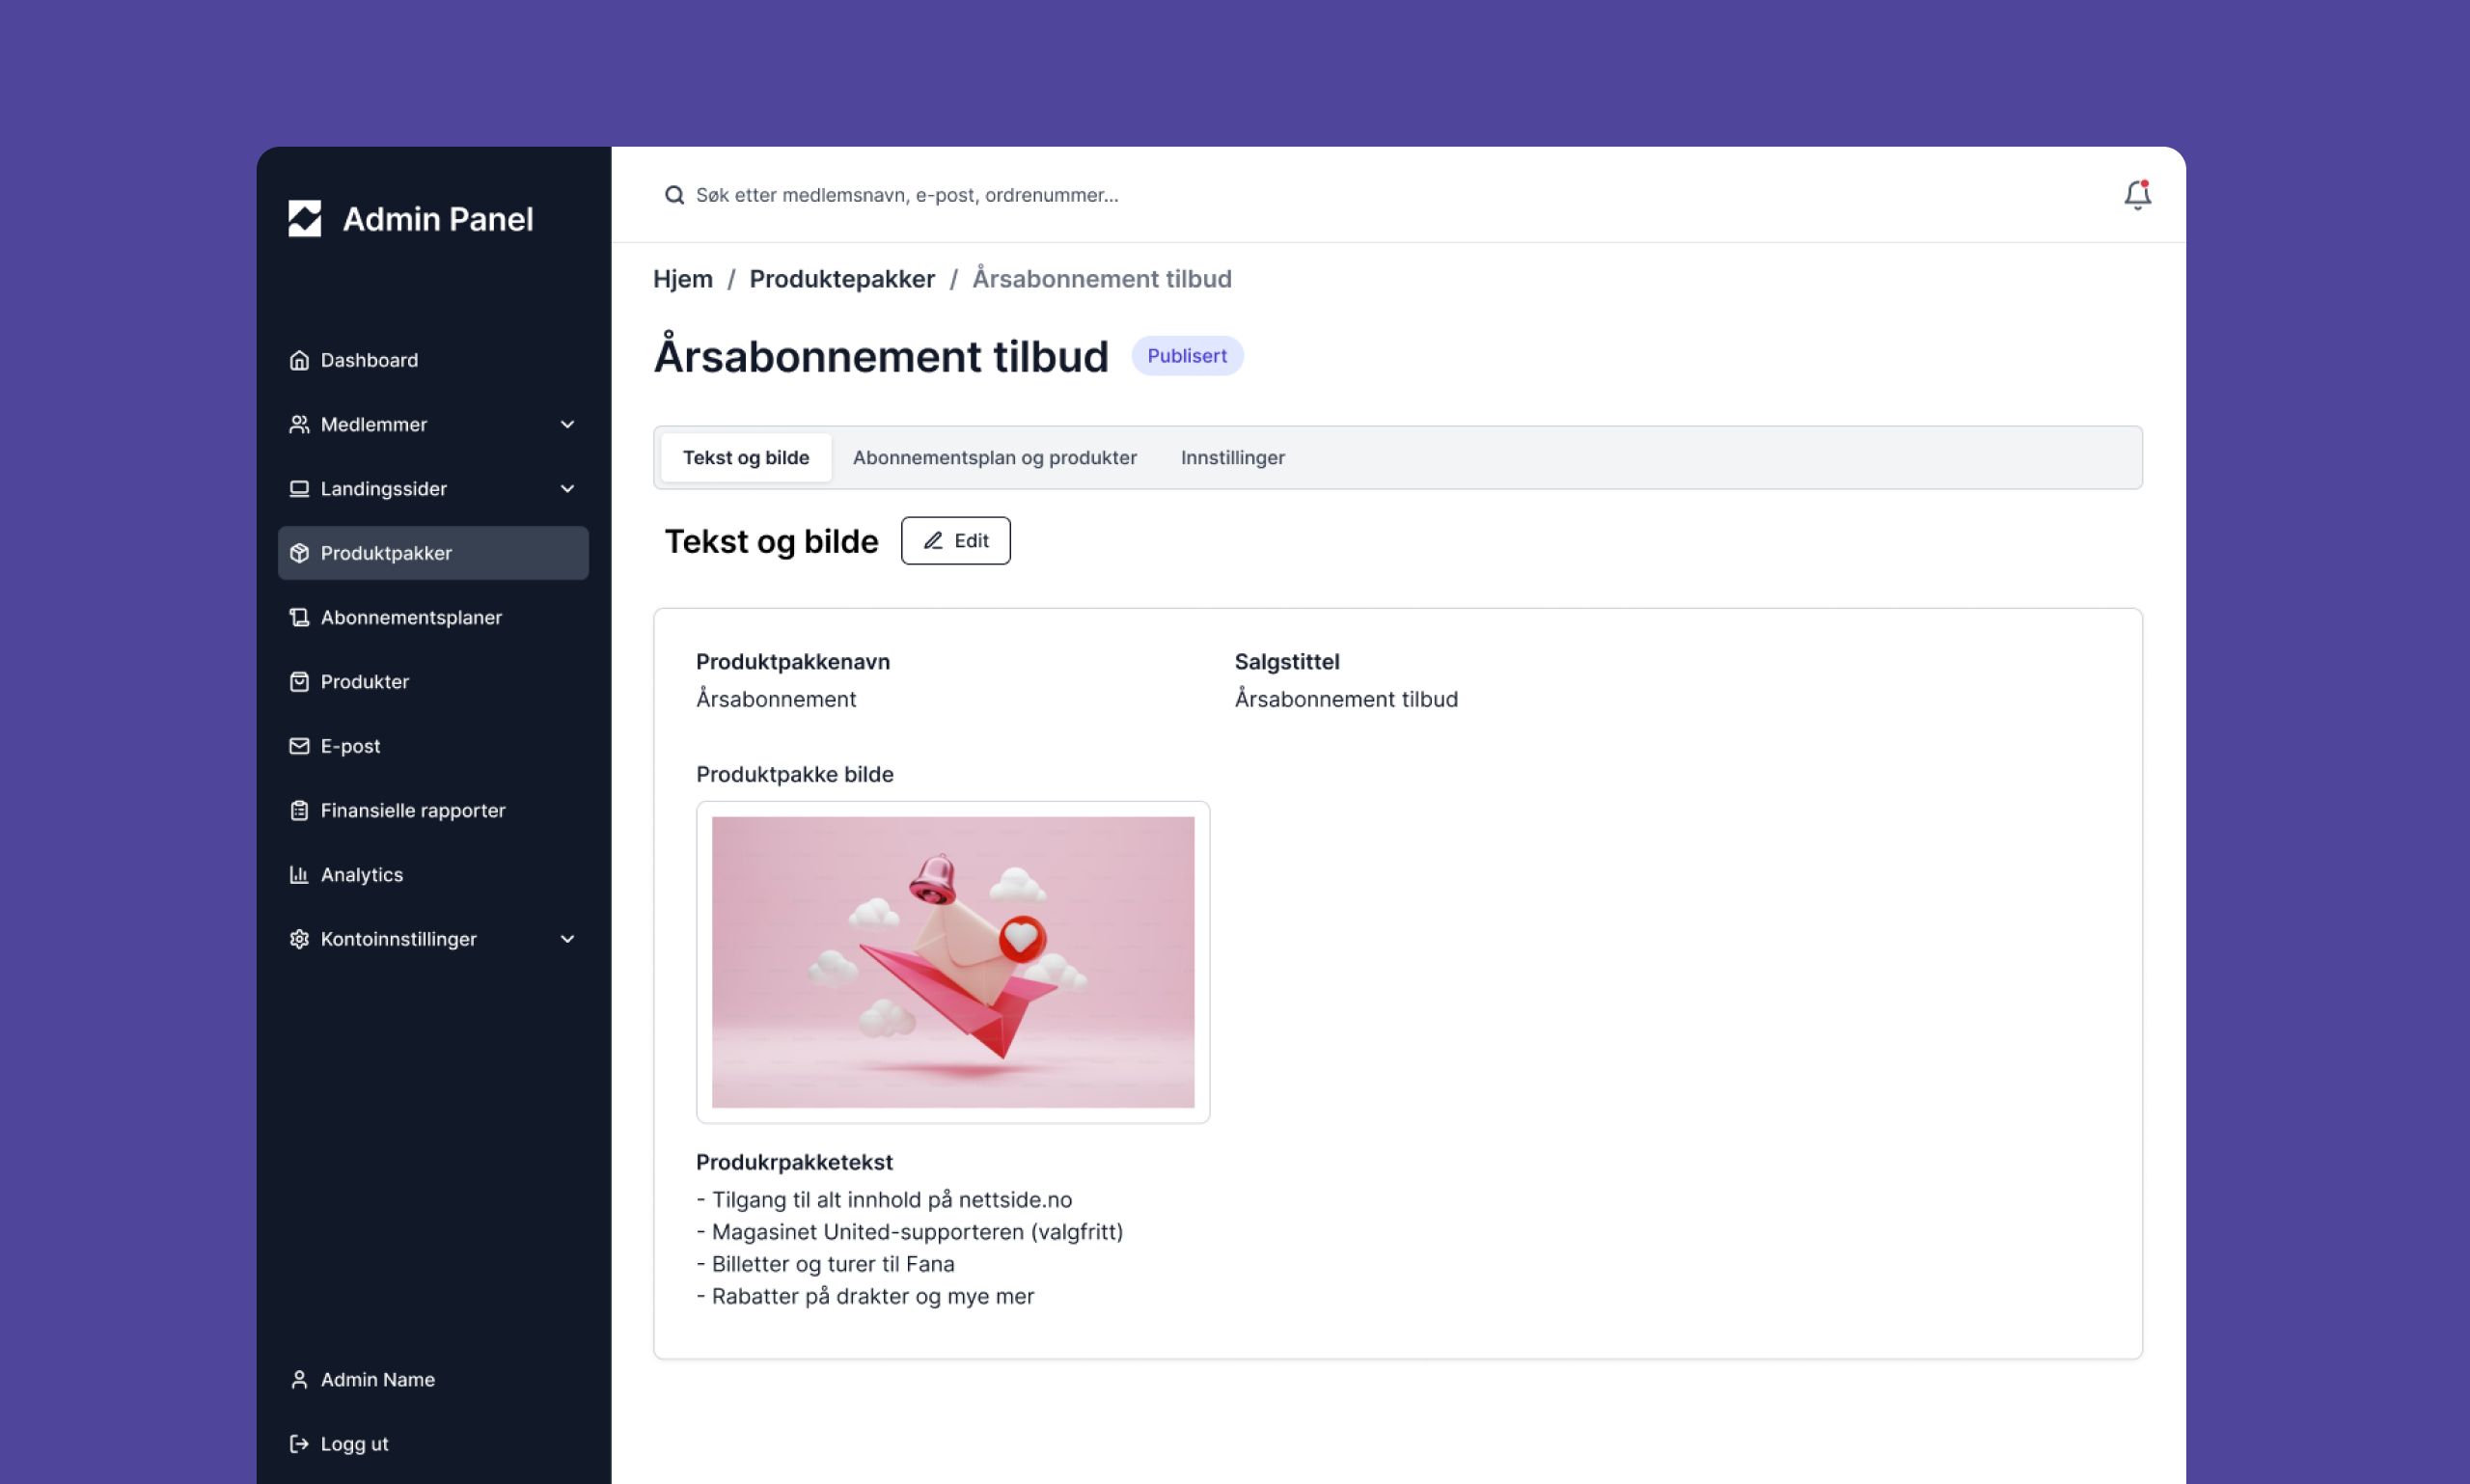 Admin Panel
Dashboard
Medlemmer
Landingssider
Produktpakker
Abonnementsplaner
Produkter
E-post
Finansielle rapporter
Analytics
Kontoinnstillinger
Admin Name
Logg ut
Søk etter medlemsnavn, e-post, ordrenummer...
Hjem / Produktepakker / Årsabonnement tilbud
Årsabonnement tilbud Publisert
Tekst og bilde Abonnementsplan og produkter Innstillinger
Tekst og bilde Edit
Produktpakkenavn Salgstittel
Årsabonnement Årsabonnement tilbud
Produktpakke bilde
Produkrpakketekst
- Tilgang til alt innhold på nettside.no
- Magasinet United-supporteren (valgfritt)
- Billetter og turer til Fana
- Rabatter på drakter og mye mer